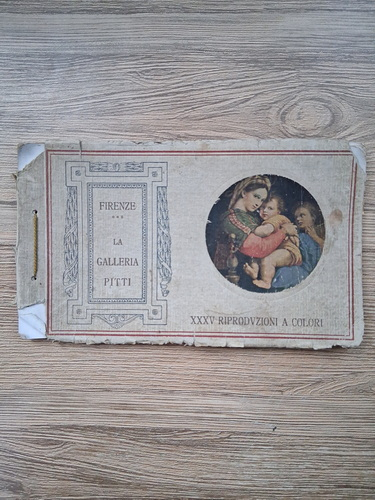 FIRENZE
LA
GALLERIA
PITTI
XXXV RIPRODVZIONI A COLORI